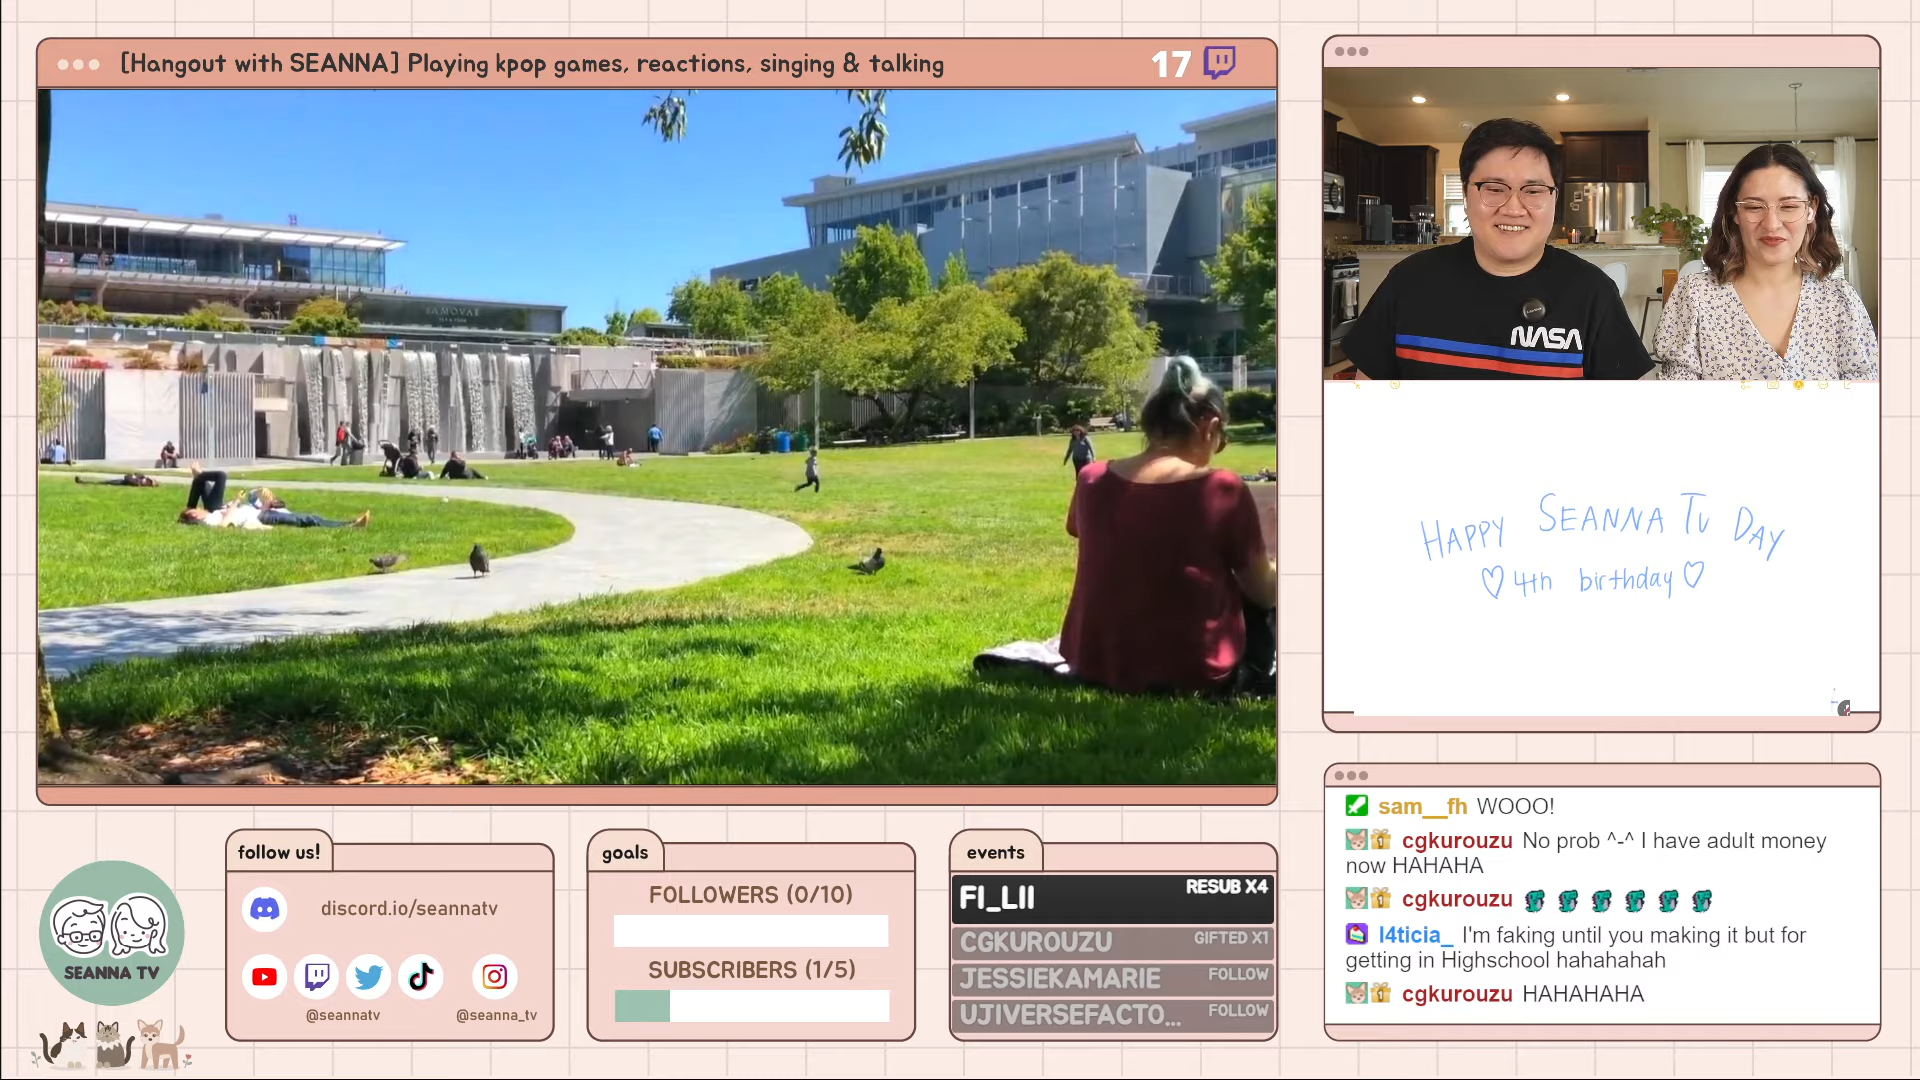 [Hangout with SEANNA] Playing kpop games, reactions, singing & talking
17
SAMOVAR
NASA
HAPPY SEANNA TV DAY
♡ 4th birthday ♡
sam__fh WOOO!
cgkurouzu No prob ^-^ I have adult money
now HAHAHA
cgkurouzu
l4ticia_ I'm faking until you making it but for
getting in Highschool hahahahah
cgkurouzu HAHAHAHA
SEANNA TV
follow us!
discord.io/seannatv
@seannatv
@seanna_tv
goals
FOLLOWERS (0/10)
SUBSCRIBERS (1/5)
events
FI_LII RESUB X4
CGKUROUZU GIFTED X1
JESSIEKAMARIE FOLLOW
UJIVERSEFACTO... FOLLOW